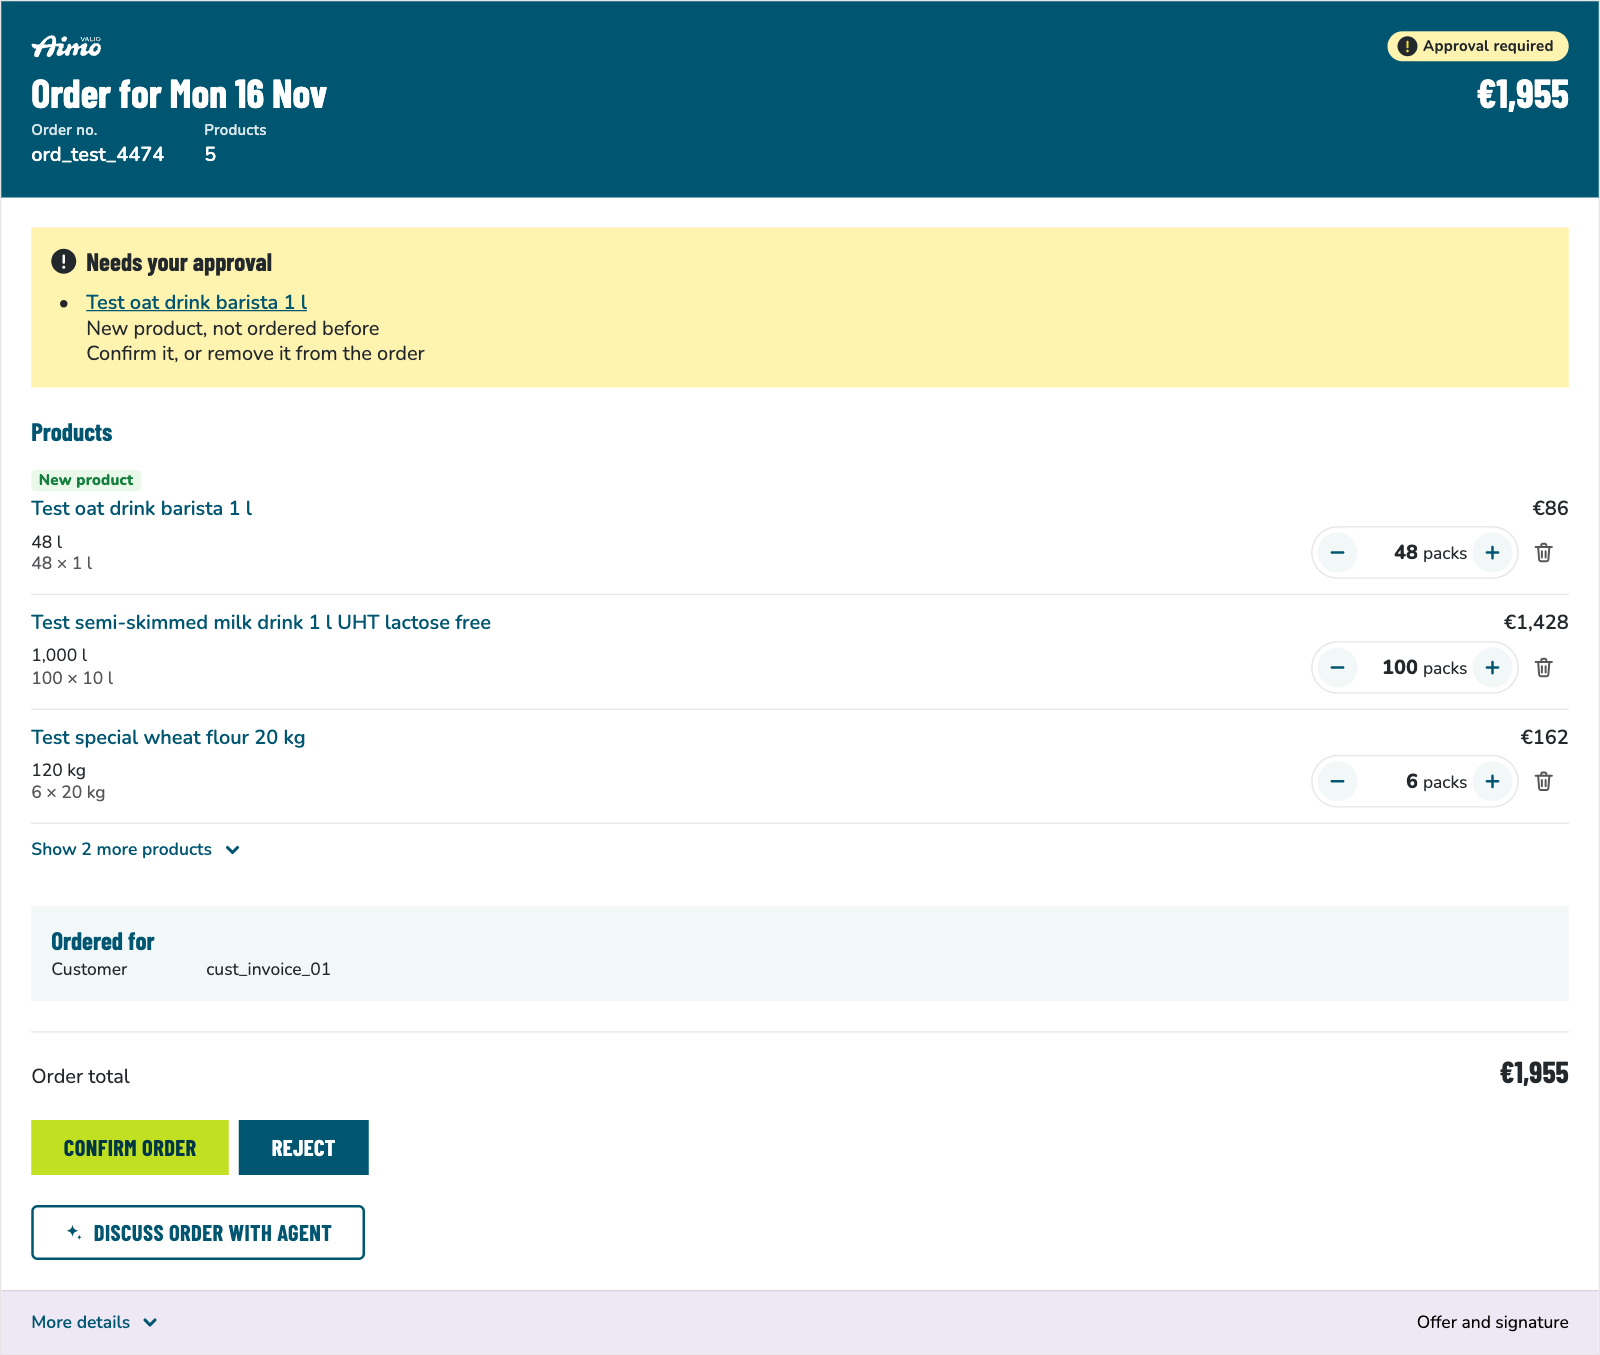 VALIO
Aimo
Approval required
Order for Mon 16 Nov
€1,955
Order no.
Products
ord_test_4474
5
Needs your approval
• Test oat drink barista 1 l
New product, not ordered before
Confirm it, or remove it from the order
Products
New product
Test oat drink barista 1 l
€86
48 l
48 × 1 l
48 packs
Test semi-skimmed milk drink 1 l UHT lactose free
€1,428
1,000 l
100 × 10 l
100 packs
Test special wheat flour 20 kg
€162
120 kg
6 × 20 kg
6 packs
Show 2 more products
Ordered for
Customer
cust_invoice_01
Order total
€1,955
CONFIRM ORDER
REJECT
DISCUSS ORDER WITH AGENT
More details
Offer and signature